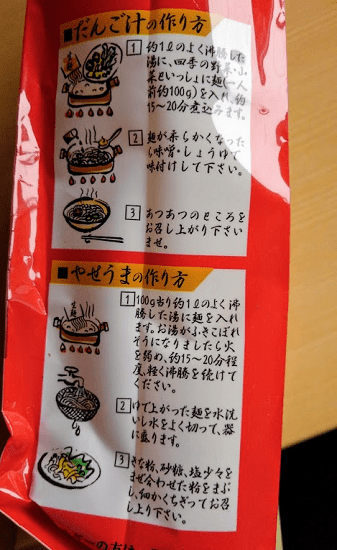 ■だんご汁の作り方
1 約1ℓのよく沸騰した
湯に、四季の野菜・山
菜といっしょに麺(一人
前約100g)を入れ、約
15〜20分煮込みます。
2 麺が柔らかくなった
ら味噌・しょうゆで
味付けして下さい。
3 あつあつのところを
お召し上がり下さい
ませ。
■やせうまの作り方
1 100g当り約1ℓのよく沸
騰した湯に麺を入れ
ます。お湯がふきこぼれ
そうになりましたら火
を弱め、約15〜20分程
度、軽く沸騰を続けて
ください。
2 ゆで上がった麺を水洗
いし水をよく切って、器
に盛ります。
3 きな粉、砂糖、塩少々を
まぜ合わせた粉をまぶ
し、細かくちぎってお召
し上り下さい。